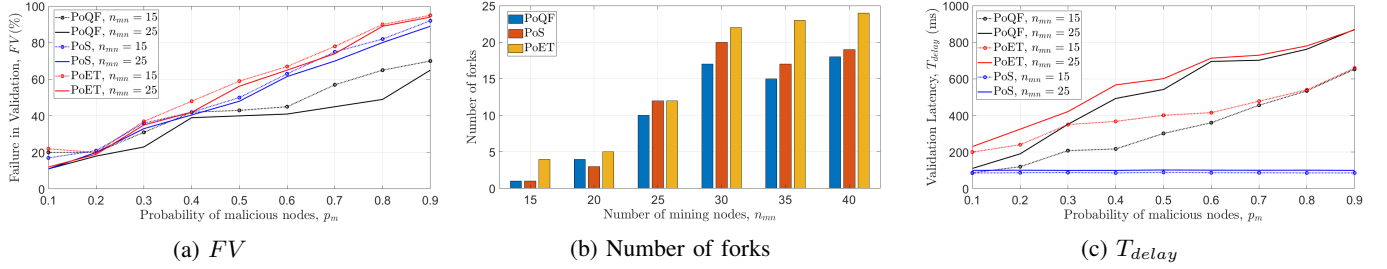 Failure in Validation, FV(%)
100
80
60
40
20
0
PoQF, n_mn = 15
PoQF, n_mn = 25
PoS, n_mn = 15
PoS, n_mn = 25
PoET, n_mn = 15
PoET, n_mn = 25
0.1 0.2 0.3 0.4 0.5 0.6 0.7 0.8 0.9
Probability of malicious nodes, p_m
(a) FV
Number of forks
25
20
15
10
5
0
PoQF
PoS
PoET
15 20 25 30 35 40
Number of mining nodes, n_mn
(b) Number of forks
Validation Latency, T_delay (ms)
1000
800
600
400
200
0
PoQF, n_mn = 15
PoQF, n_mn = 25
PoET, n_mn = 15
PoET, n_mn = 25
PoS, n_mn = 15
PoS, n_mn = 25
0.1 0.2 0.3 0.4 0.5 0.6 0.7 0.8 0.9
Probability of malicious nodes, p_m
(c) T_delay